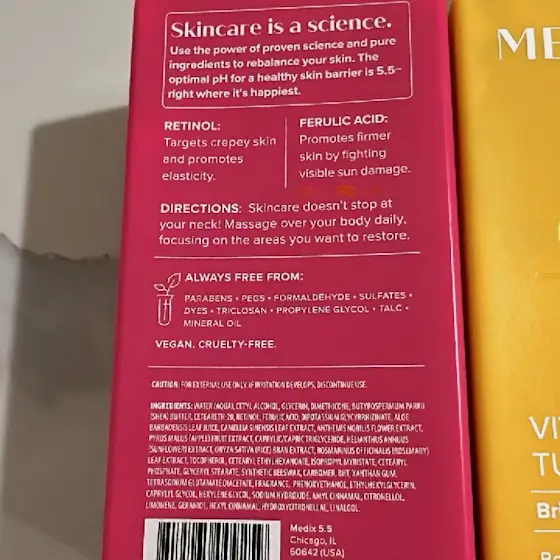 Skincare is a science.
Use the power of proven science and pure
ingredients to rebalance your skin. The
optimal pH for a healthy skin barrier is 5.5–
right where it's happiest.
RETINOL:
Targets crepey skin
and promotes
elasticity.
FERULIC ACID:
Promotes firmer
skin by fighting
visible sun damage.
DIRECTIONS: Skincare doesn't stop at
your neck! Massage over your body daily,
focusing on the areas you want to restore.
ALWAYS FREE FROM:
PARABENS • PEGS • FORMALDEHYDE • SULFATES •
DYES • TRICLOSAN • PROPYLENE GLYCOL • TALC •
MINERAL OIL
VEGAN. CRUELTY-FREE.
CAUTION: FOR EXTERNAL USE ONLY. IF IRRITATION DEVELOPS, DISCONTINUE USE.
INGREDIENTS: WATER (AQUA), CETYL ALCOHOL, GLYCERIN, DIMETHICONE, BUTYROSPERMUM PARKII
(SHEA) BUTTER, CETEARETH-20, RETINOL, FERULIC ACID, DIPOTASSIUM GLYCYRRHIZINATE, ALOE
BARBADENSIS LEAF JUICE, CAMELLIA SINENSIS LEAF EXTRACT, ANTHEMIS NOBILIS FLOWER EXTRACT,
PYRUS MALUS (APPLE) FRUIT EXTRACT, CAPRYLIC/CAPRIC TRIGLYCERIDE, HELIANTHUS ANNUUS
(SUNFLOWER) EXTRACT, ORYZA SATIVA (RICE) BRAN EXTRACT, ROSMARINUS OFFICINALIS (ROSEMARY)
LEAF EXTRACT, TOCOPHEROL, CETEARYL ETHYLHEXANOATE, ISOPROPYL MYRISTATE, CETEARYL
PHOSPHATE, GLYCERYL STEARATE, SYNTHETIC BEESWAX, CARBOMER, BHT, XANTHAN GUM,
TETRASODIUM GLUTAMATE DIACETATE, FRAGRANCE, PHENOXYETHANOL, ETHYLHEXYLGLYCERIN,
CAPRYLYL GLYCOL, HEXYLENE GLYCOL, SODIUM HYDROXIDE, AMYL CINNAMAL, CITRONELLOL,
LIMONENE, GERANIOL, HEXYL CINNAMAL, HYDROXYCITRONELLAL, LINALOOL.
Medix 5.5
Chicago, IL
60642 (USA)
ME
VI
TU
Bri